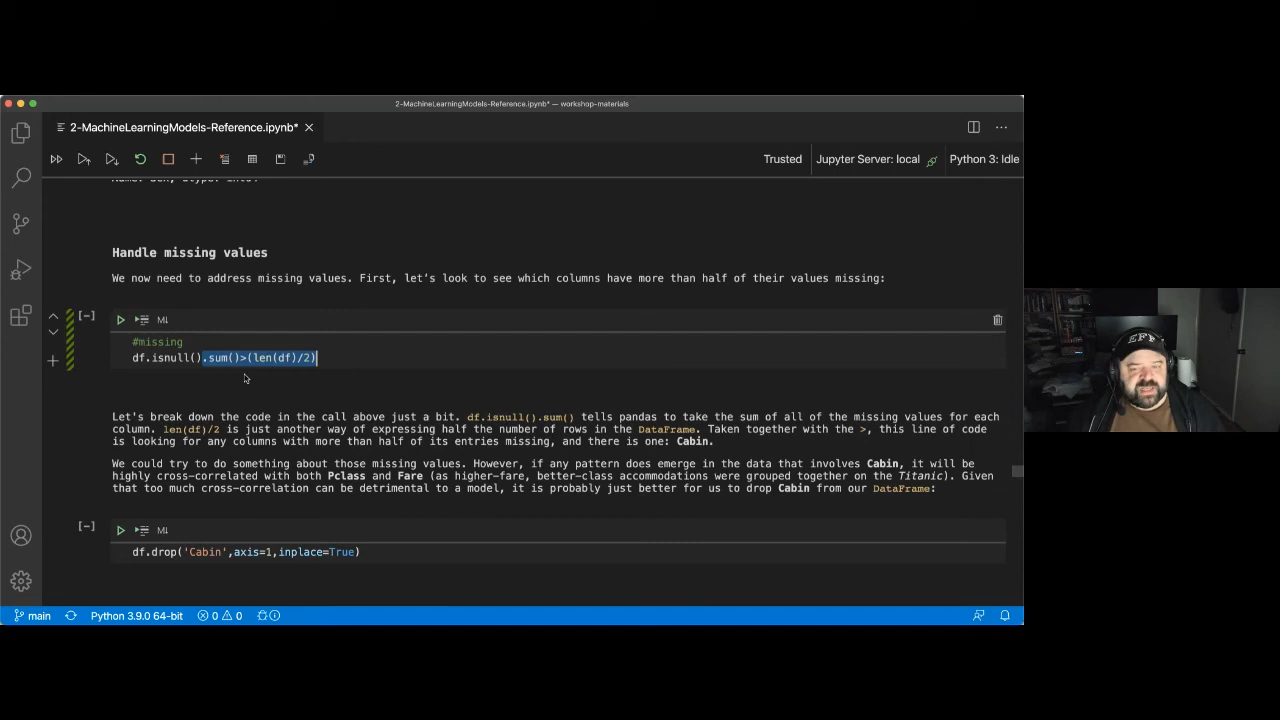 2-MachineLearningModels-Reference.ipynb* — workshop-materials
2-MachineLearningModels-Reference.ipynb*
Trusted
Jupyter Server: local
Python 3: Idle
Handle missing values
We now need to address missing values. First, let's look to see which columns have more than half of their values missing:
[-]
M↓
#missing
df.isnull().sum()>(len(df)/2)
Let's break down the code in the call above just a bit. df.isnull().sum() tells pandas to take the sum of all of the missing values for each
column. len(df)/2 is just another way of expressing half the number of rows in the DataFrame. Taken together with the >, this line of code
is looking for any columns with more than half of its entries missing, and there is one: Cabin.
We could try to do something about those missing values. However, if any pattern does emerge in the data that involves Cabin, it will be
highly cross-correlated with both Pclass and Fare (as higher-fare, better-class accommodations were grouped together on the Titanic). Given
that too much cross-correlation can be detrimental to a model, it is probably just better for us to drop Cabin from our DataFrame:
[-]
M↓
df.drop('Cabin',axis=1,inplace=True)
main
Python 3.9.0 64-bit
0
0
EFF